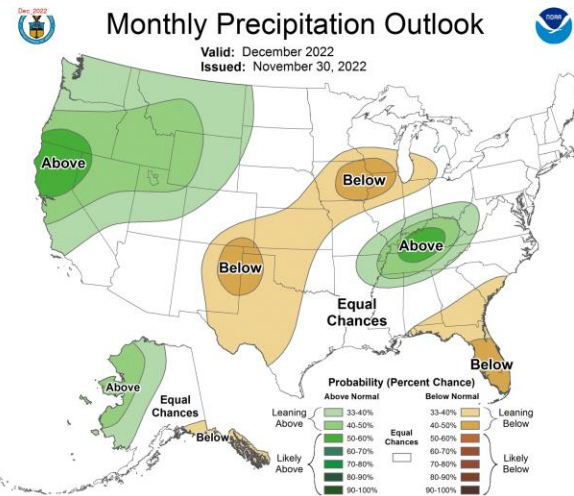 Dec 2022
Monthly Precipitation Outlook
NOAA
Valid: December 2022
Issued: November 30, 2022
Above
Below
Below
Above
Equal
Chances
Below
Above
Equal
Chances
Below
Probability (Percent Chance)
Above Normal
Below Normal
Leaning
Above
33-40%
40-50%
Likely
Above
50-60%
60-70%
70-80%
80-90%
90-100%
Equal
Chances
33-40%
40-50%
Leaning
Below
50-60%
60-70%
70-80%
80-90%
90-100%
Likely
Below